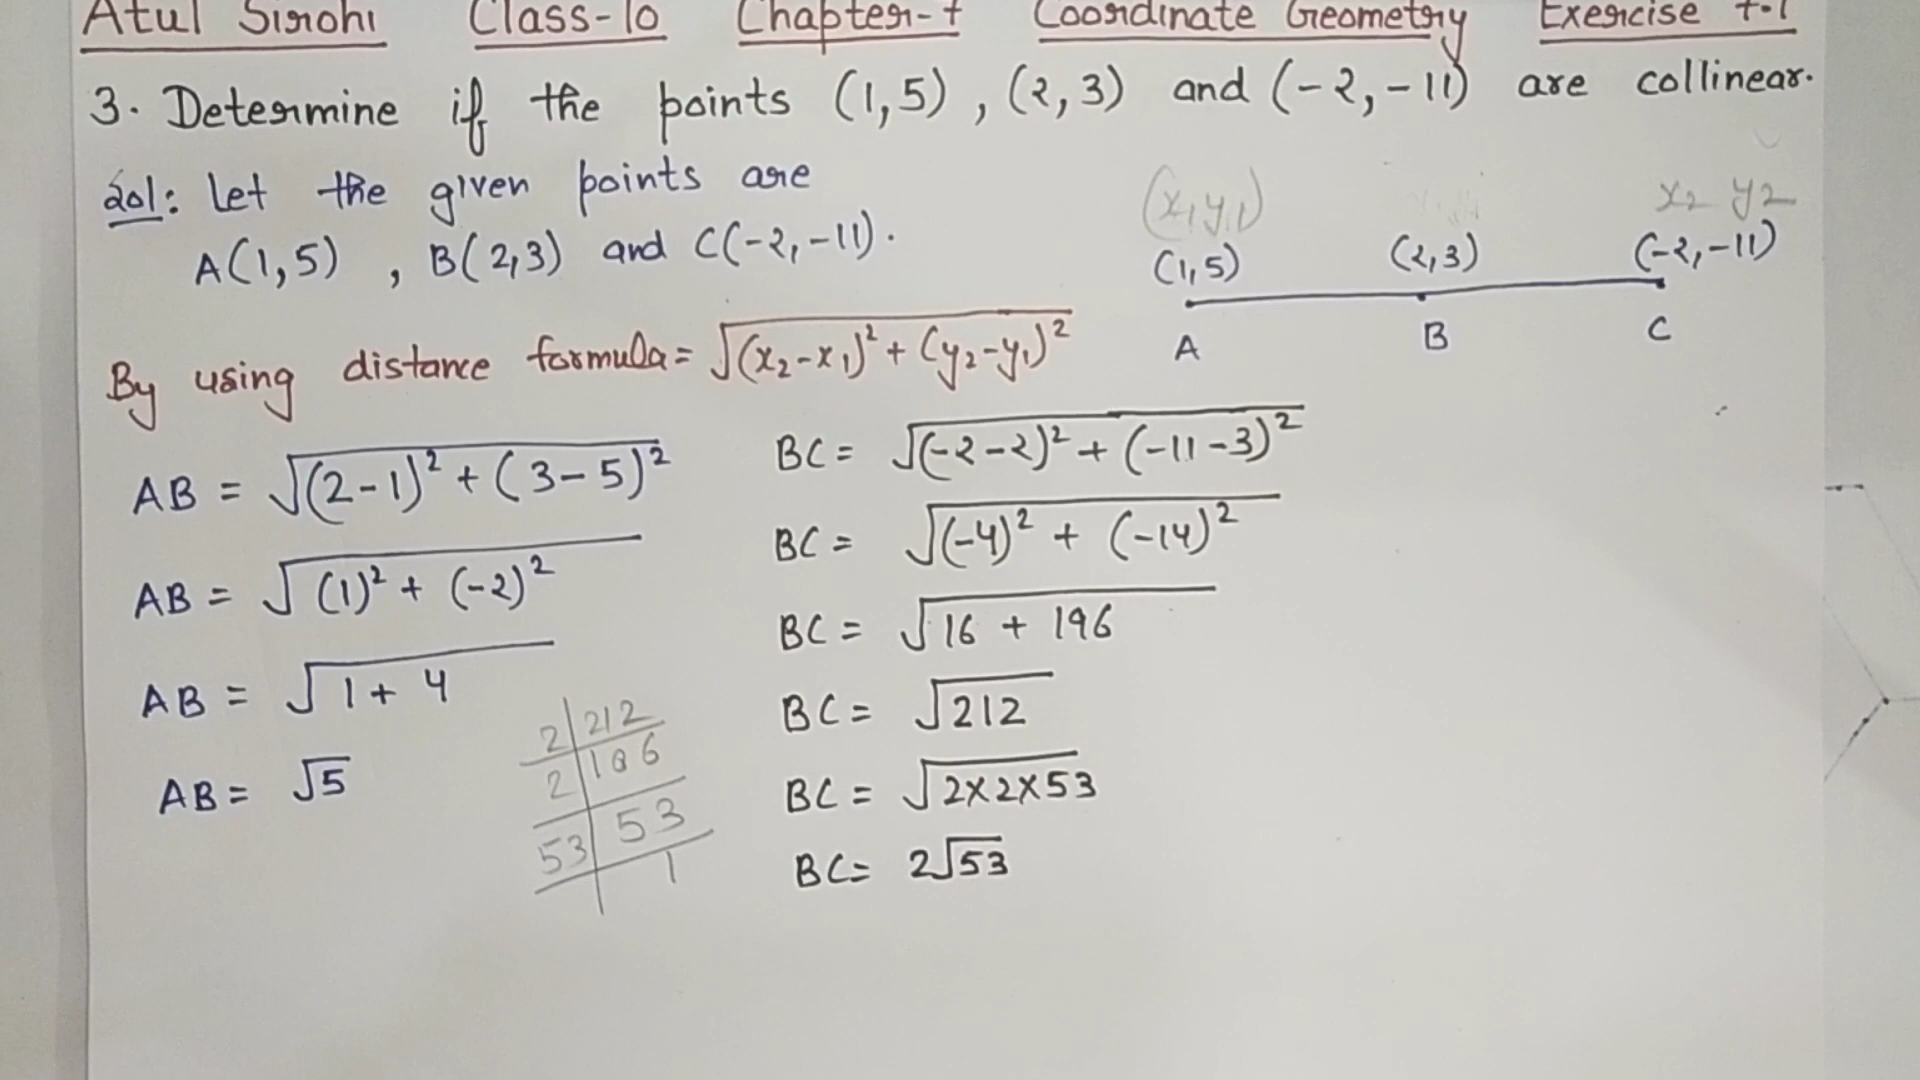 Atul Sirohi Class-10 Chapter-7 Coordinate Geometry Exercise 7.1
3. Determine if the points (1,5), (2,3) and (-2,-11) are collinear.
Sol: Let the given points are
A(1,5), B(2,3) and C(-2,-11).
(x₁y₁) x₂ y₂
(1,5) (2,3) (-2,-11)
A B C
By using distance formula = √(x₂-x₁)² + (y₂-y₁)²
AB = √(2-1)² + (3-5)²
AB = √(1)² + (-2)²
AB = √1 + 4
AB = √5
2 | 212
2 | 106
53 | 53
1
BC = √(-2-2)² + (-11-3)²
BC = √(-4)² + (-14)²
BC = √16 + 196
BC = √212
BC = √2×2×53
BC = 2√53